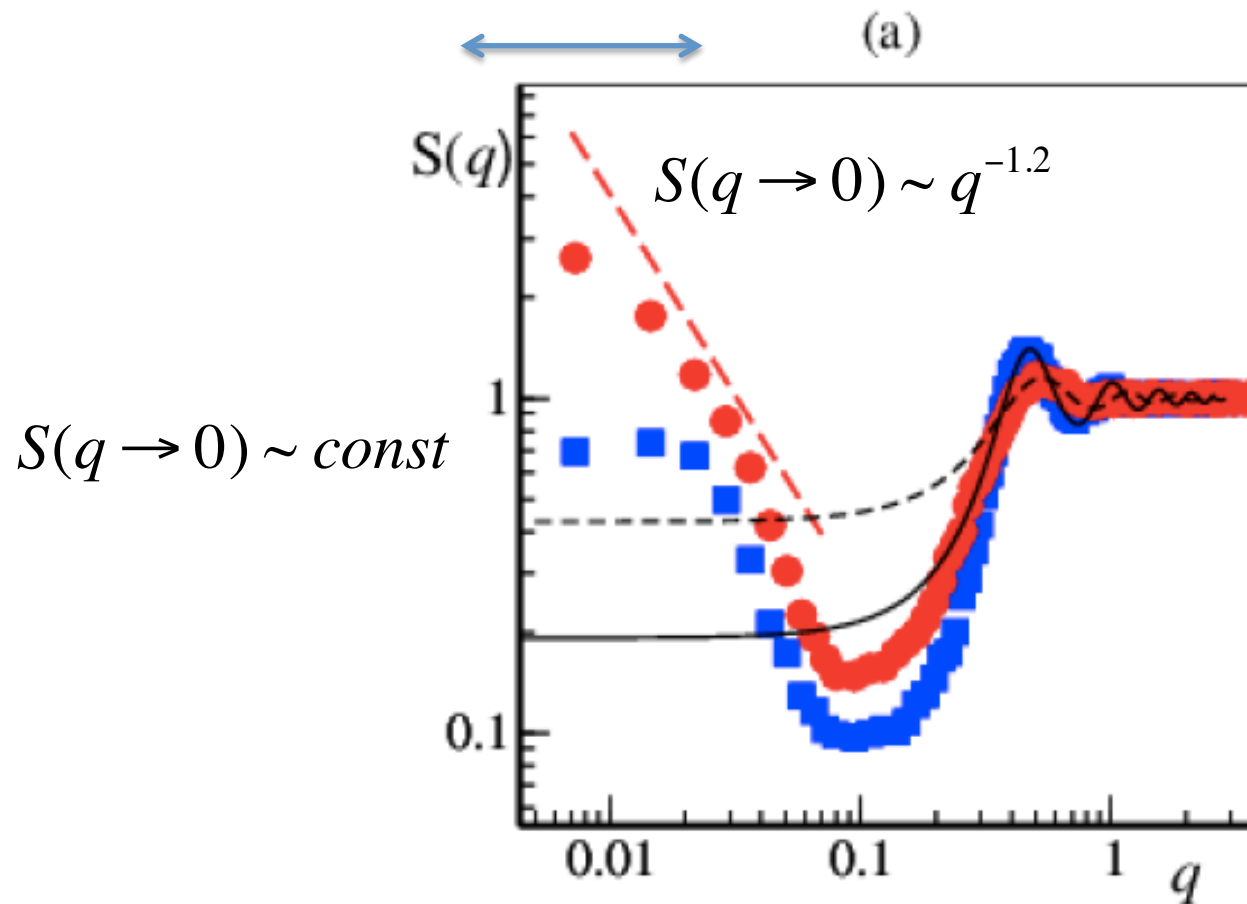 (a)
S(q)
S(q → 0) ~ q^{-1.2}
1
S(q → 0) ~ const
0.1
0.01 0.1 1 q